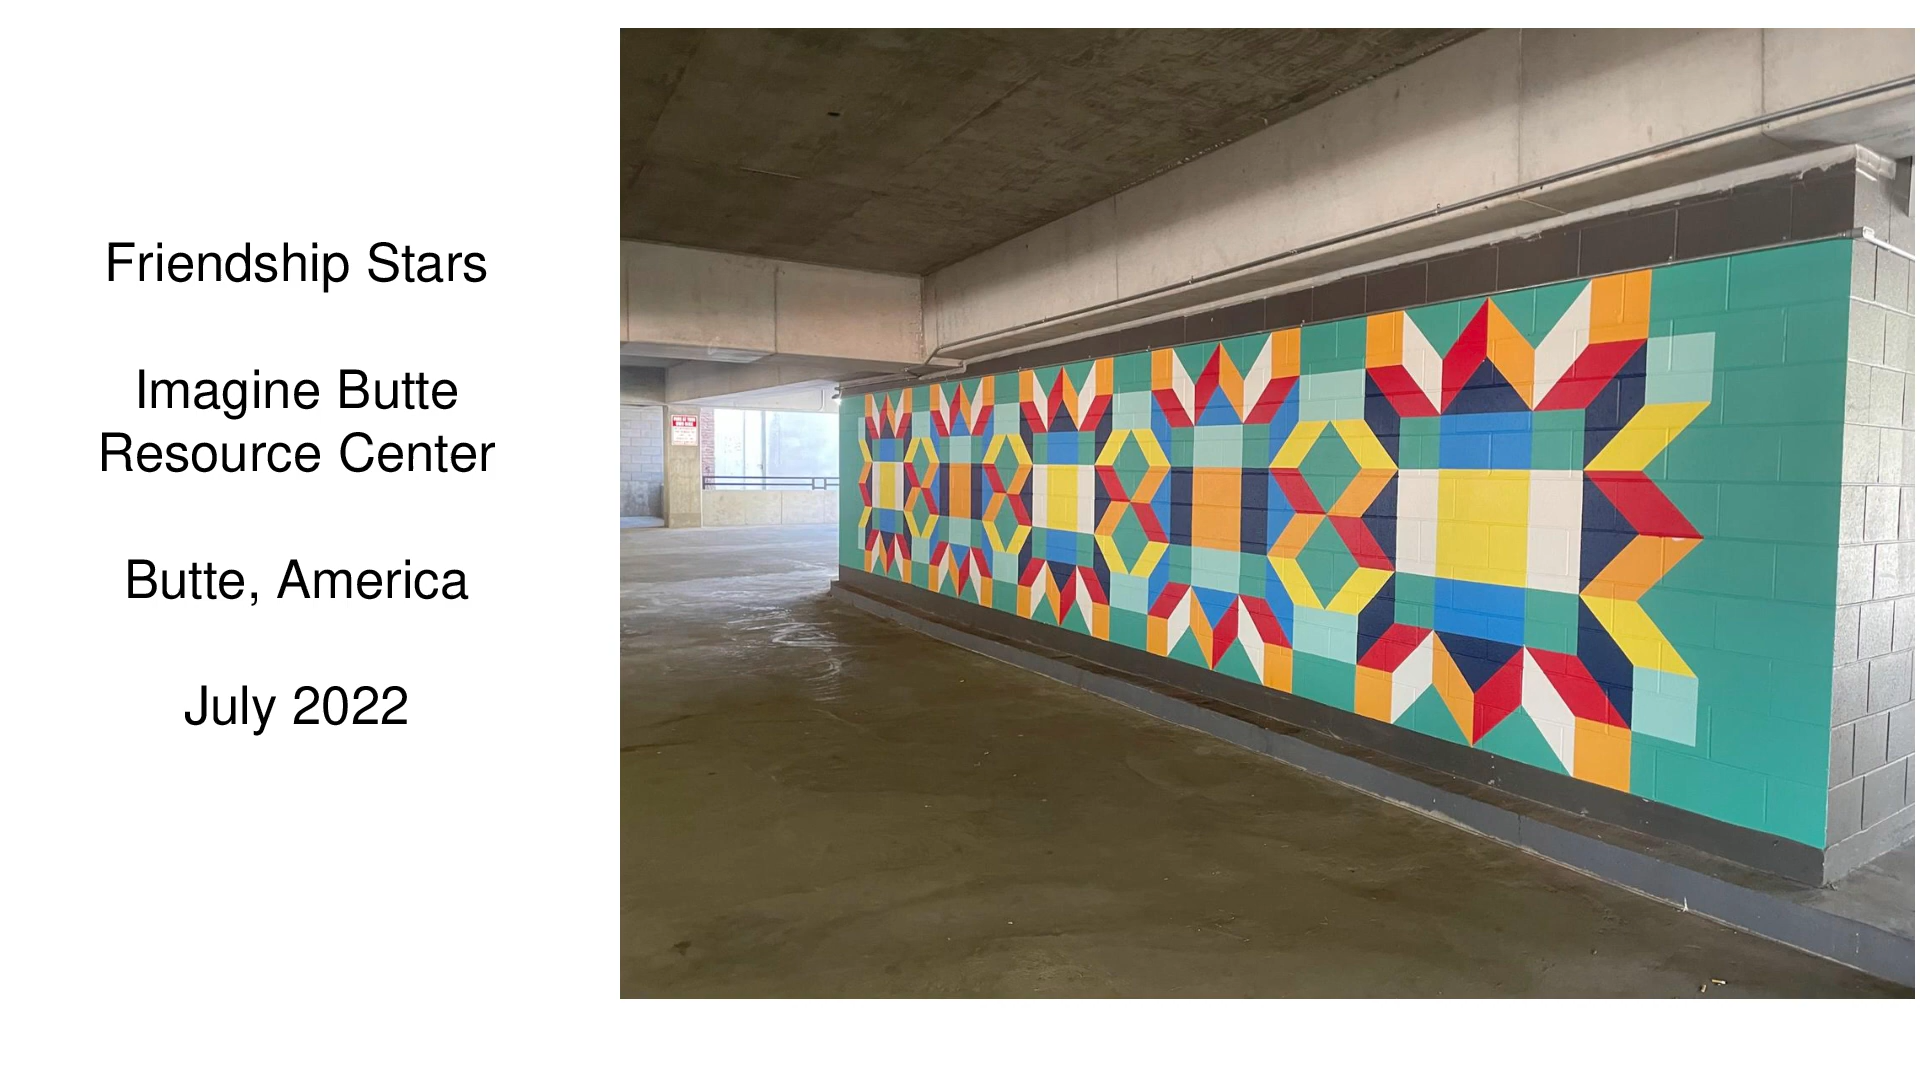 Friendship Stars
Imagine Butte
Resource Center
Butte, America
July 2022